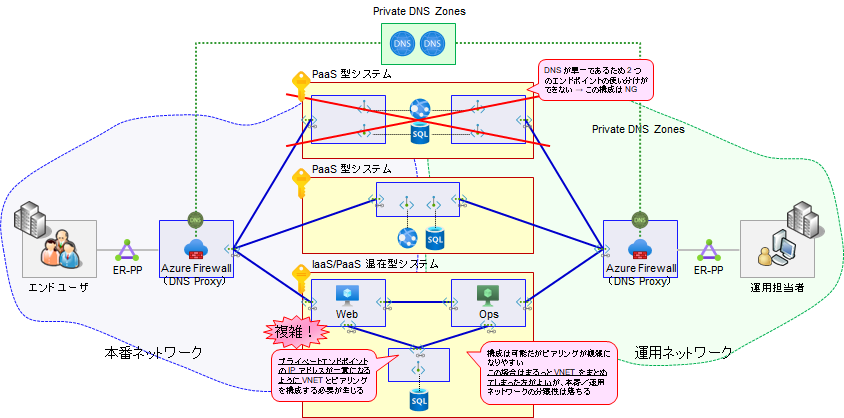 Private DNS Zones
DNS
DNS
PaaS 型システム
DNS が単一であるため 2 つ
のエンドポイントの使い分けが
できない → この構成は NG
SQL
Private DNS Zones
PaaS 型システム
DNS
DNS
SQL
Azure Firewall
(DNS Proxy)
ER-PP
エンドユーザ
Azure Firewall
(DNS Proxy)
ER-PP
運用担当者
IaaS/PaaS 混在型システム
Web
Ops
複雑！
本番ネットワーク
運用ネットワーク
プライベートエンドポイント
の IP アドレスが一意になる
ように VNET とピアリング
を構成する必要が生じる
SQL
構成は可能だがピアリングが複雑に
なりやすい
この場合はまるっと VNET をまとめ
てしまった方がよいが、本番／運用
ネットワークの分離性は落ちる